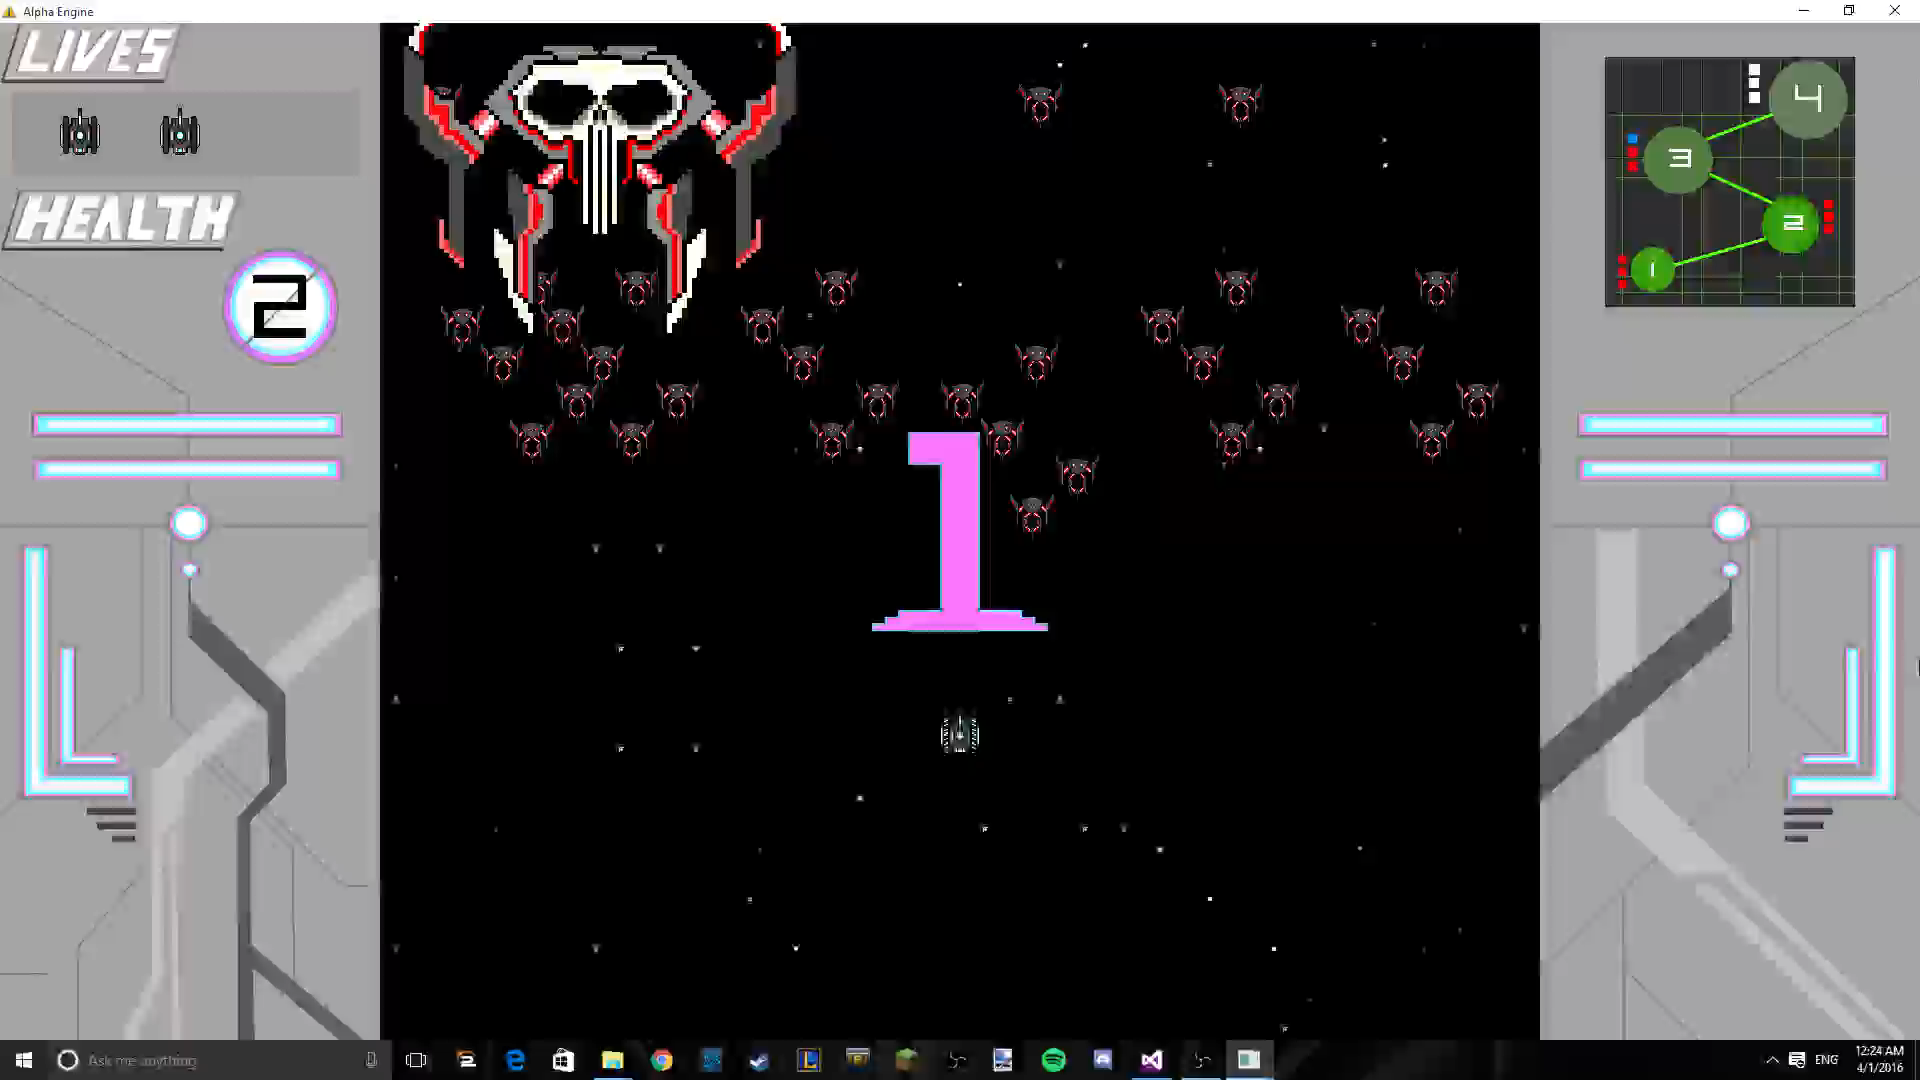 Alpha Engine
LIVES
HEALTH
2
4
3
2
1
1
Ask me anything
ENG
12:24 AM
4/1/2016